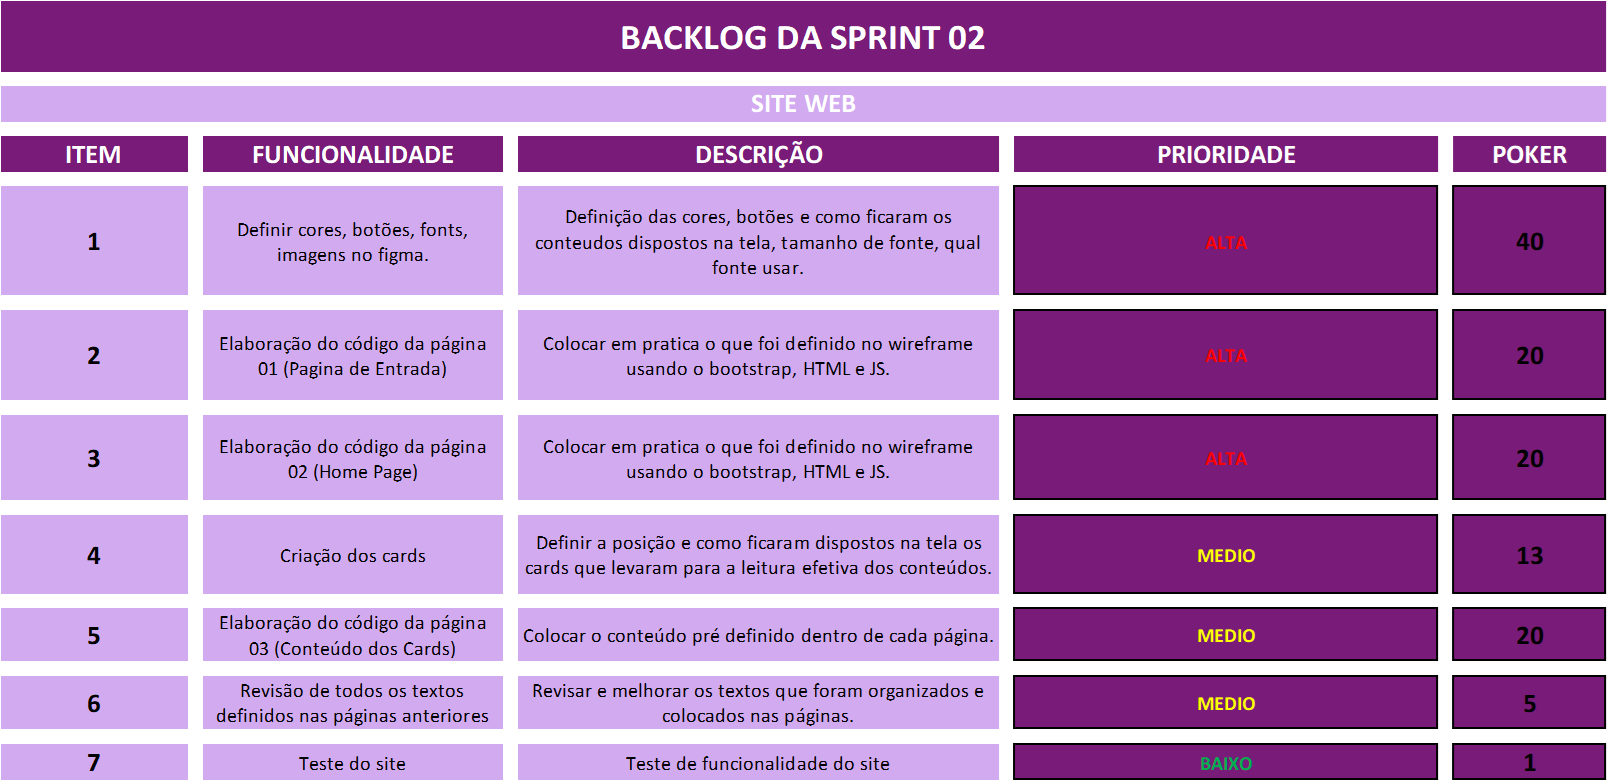 BACKLOG DA SPRINT 02
SITE WEB
ITEM FUNCIONALIDADE DESCRIÇÃO PRIORIDADE POKER
1
Definir cores, botões, fonts,
imagens no figma.
Definição das cores, botões e como ficaram os
conteudos dispostos na tela, tamanho de fonte, qual
fonte usar.
ALTA
40
2
Elaboração do código da página
01 (Pagina de Entrada)
Colocar em pratica o que foi definido no wireframe
usando o bootstrap, HTML e JS.
ALTA
20
3
Elaboração do código da página
02 (Home Page)
Colocar em pratica o que foi definido no wireframe
usando o bootstrap, HTML e JS.
ALTA
20
4
Criação dos cards
Definir a posição e como ficaram dispostos na tela os
cards que levaram para a leitura efetiva dos conteúdos.
MEDIO
13
5
Elaboração do código da página
03 (Conteúdo dos Cards)
Colocar o conteúdo pré definido dentro de cada página.
MEDIO
20
6
Revisão de todos os textos
definidos nas páginas anteriores
Revisar e melhorar os textos que foram organizados e
colocados nas páginas.
MEDIO
5
7
Teste do site
Teste de funcionalidade do site
BAIXO
1